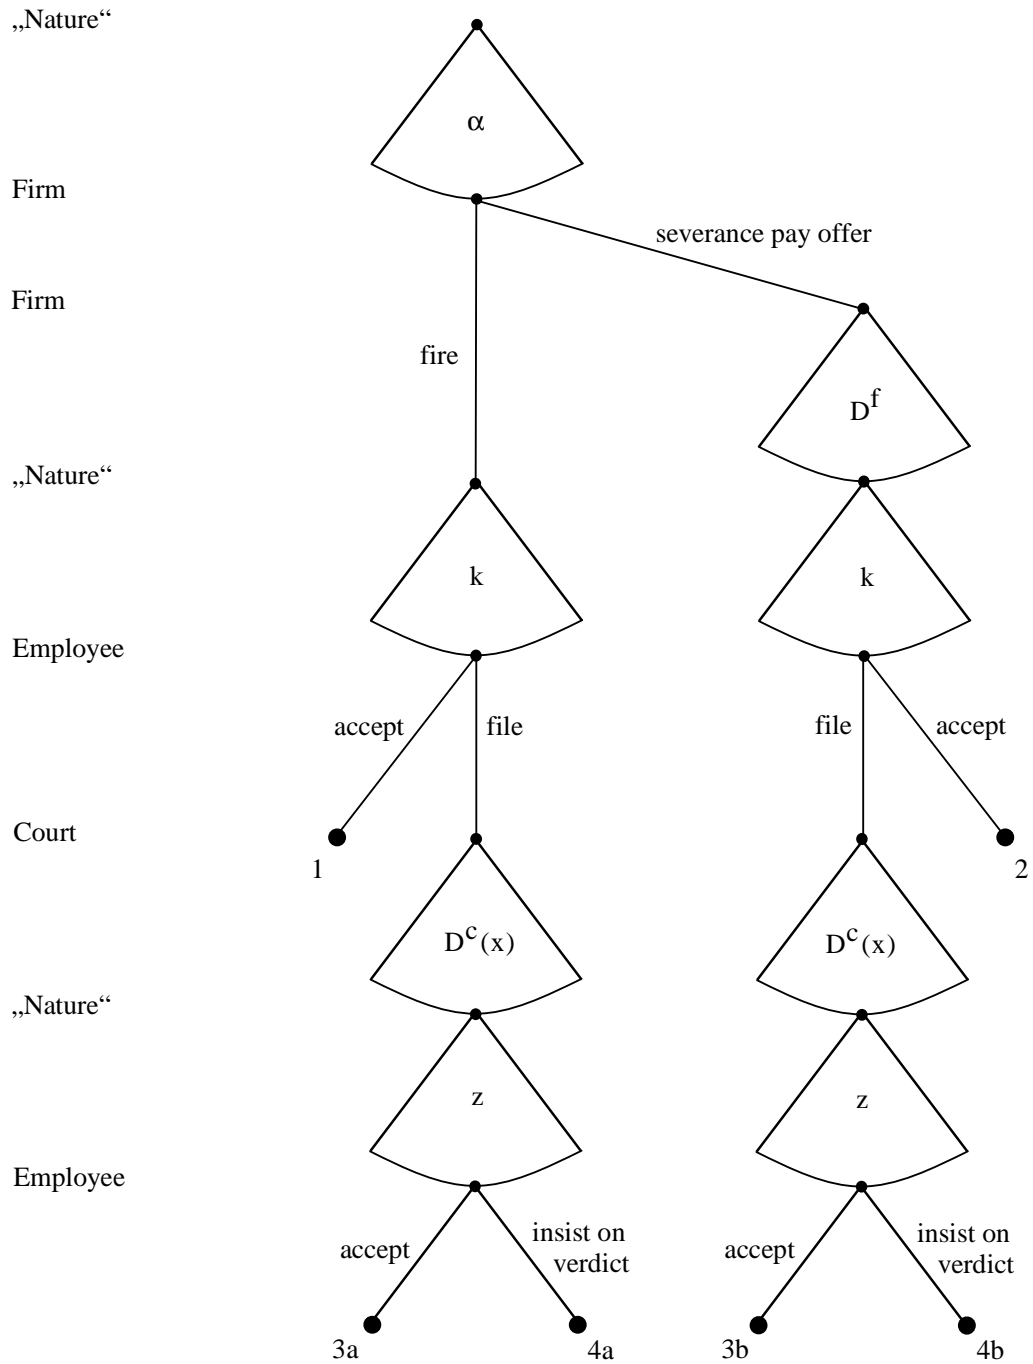 „Nature“
α
Firm
severance pay offer
Firm
fire
D^f
„Nature“
k
k
Employee
accept
file
file
accept
Court
1
2
D^c(x)
D^c(x)
„Nature“
z
z
Employee
accept
insist on
verdict
accept
insist on
verdict
3a
4a
3b
4b